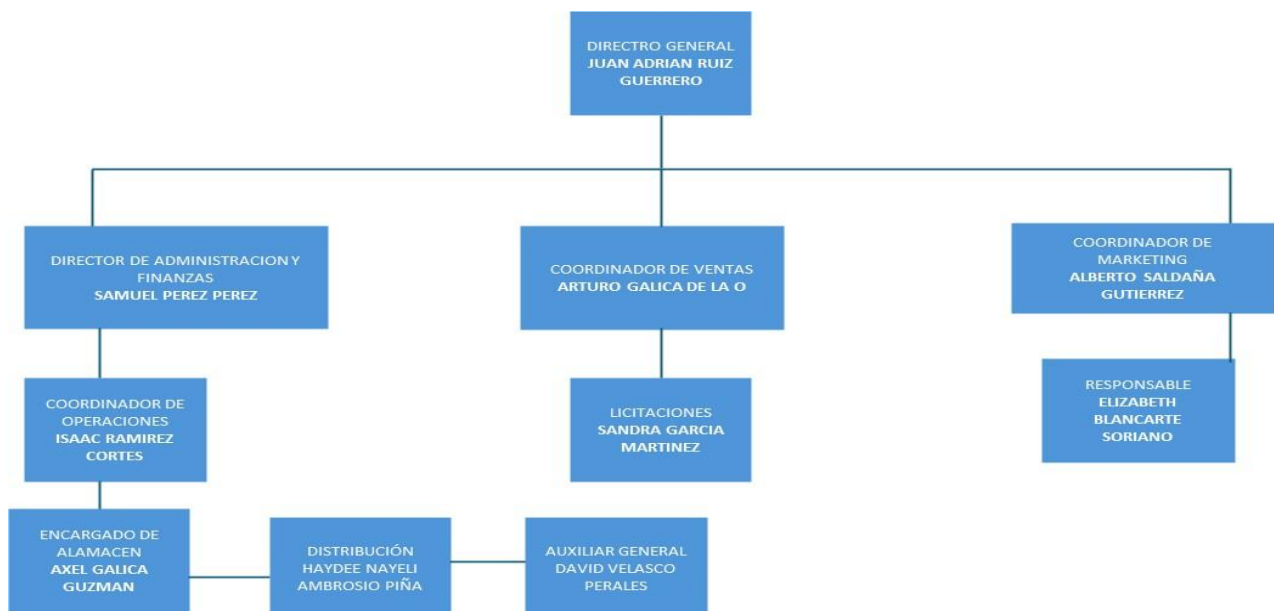 DIRECTRO GENERAL
JUAN ADRIAN RUIZ
GUERRERO
DIRECTOR DE ADMINISTRACION Y
FINANZAS
SAMUEL PEREZ PEREZ
COORDINADOR DE VENTAS
ARTURO GALICA DE LA O
COORDINADOR DE
MARKETING
ALBERTO SALDAÑA
GUTIERREZ
COORDINADOR DE
OPERACIONES
ISAAC RAMIREZ
CORTES
LICITACIONES
SANDRA GARCIA
MARTINEZ
RESPONSABLE
ELIZABETH
BLANCARTE
SORIANO
ENCARGADO DE
ALAMACEN
AXEL GALICA
GUZMAN
DISTRIBUCIÓN
HAYDEE NAYELI
AMBROSIO PIÑA
AUXILIAR GENERAL
DAVID VELASCO
PERALES